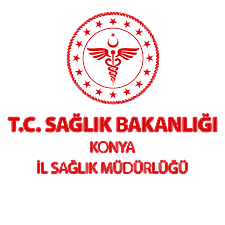 T.C. SAĞLIK BAKANLIĞI
KONYA
İL SAĞLIK MÜDÜRLÜĞÜ